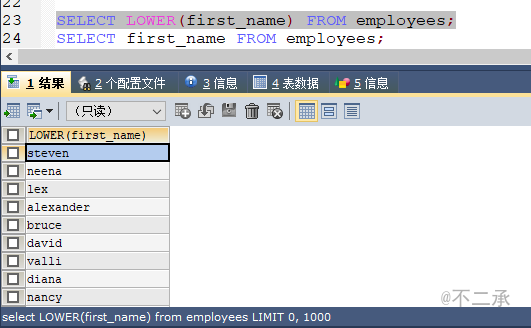 22
23 SELECT LOWER(first_name) FROM employees;
24 SELECT first_name FROM employees;
1 结果 2 个配置文件 3 信息 4 表数据 5 信息
（只读）
LOWER(first_name)
steven
neena
lex
alexander
bruce
david
valli
diana
nancy
@不二承
select LOWER(first_name) from employees LIMIT 0, 1000